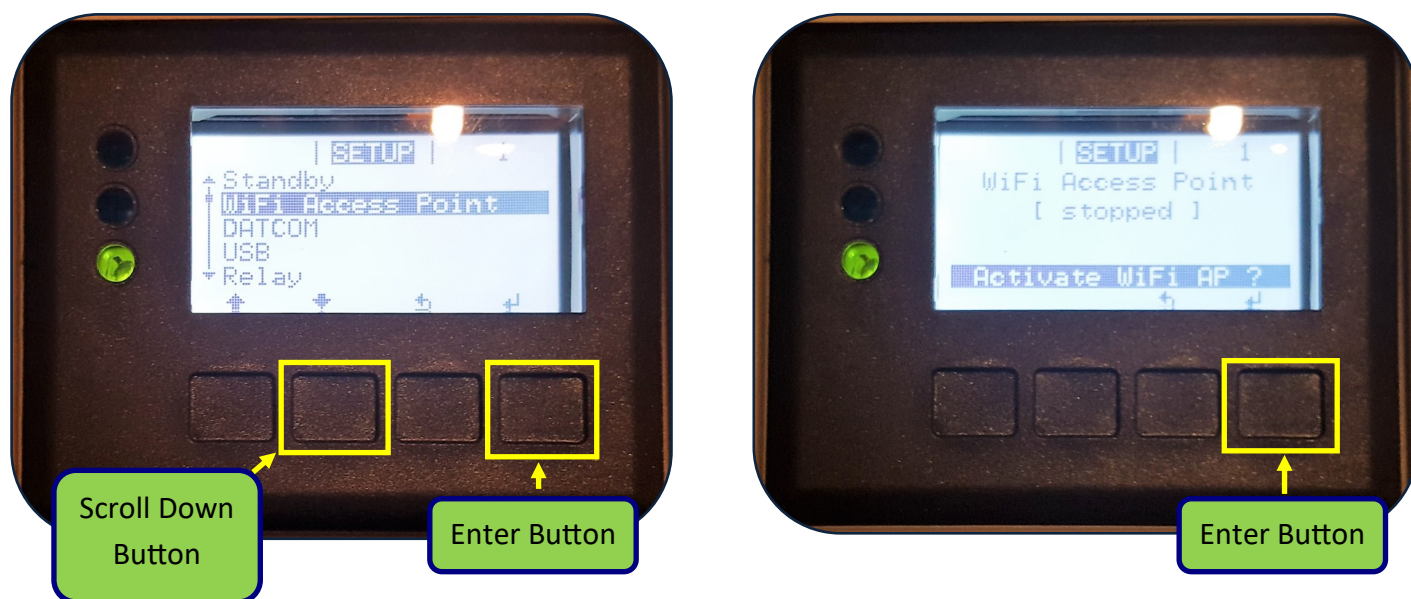 SETUP 1
Standby
WiFi Access Point
DATCOM
USB
Relay
Scroll Down
Button
Enter Button
SETUP 1
WiFi Access Point
[ stopped ]
Activate WiFi AP ?
Enter Button